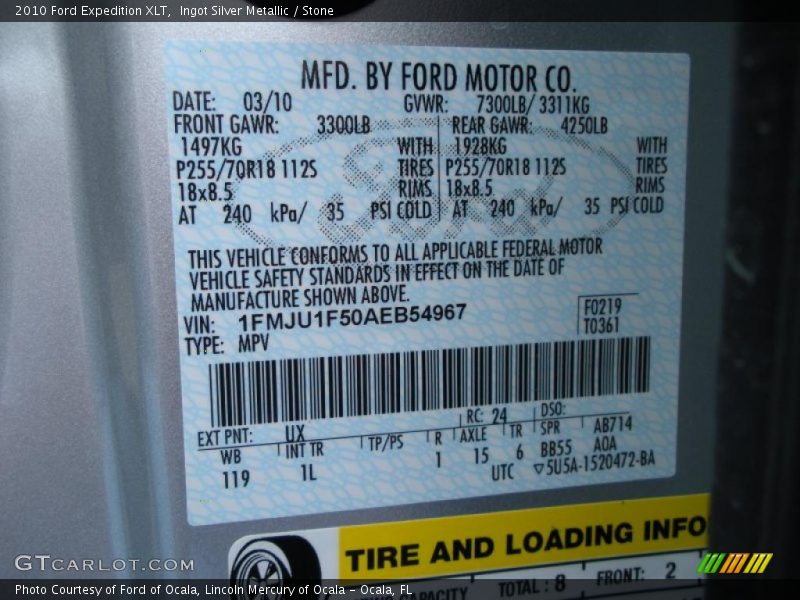 2010 Ford Expedition XLT, Ingot Silver Metallic / Stone
MFD. BY FORD MOTOR CO.
DATE: 03/10 GVWR: 7300LB/ 3311KG
FRONT GAWR: 3300LB REAR GAWR: 4250LB
1497KG WITH 1928KG WITH
P255/70R18 112S TIRES P255/70R18 112S TIRES
18x8.5 RIMS 18x8.5 RIMS
AT 240 kPa/ 35 PSI COLD AT 240 kPa/ 35 PSI COLD
THIS VEHICLE CONFORMS TO ALL APPLICABLE FEDERAL MOTOR
VEHICLE SAFETY STANDARDS IN EFFECT ON THE DATE OF
MANUFACTURE SHOWN ABOVE.
VIN: 1FMJU1F50AEB54967 F0219
TYPE: MPV T0361
EXT PNT: UX RC: 24 DSO:
WB INT TR TP/PS R AXLE TR SPR AB714
119 1L 1 15 6 BB55 A0A
UTC ▽5U5A-1520472-BA
TIRE AND LOADING INFO
CAPACITY TOTAL: 8 FRONT: 2
GTCARLOT.COM
Photo Courtesy of Ford of Ocala, Lincoln Mercury of Ocala - Ocala, FL